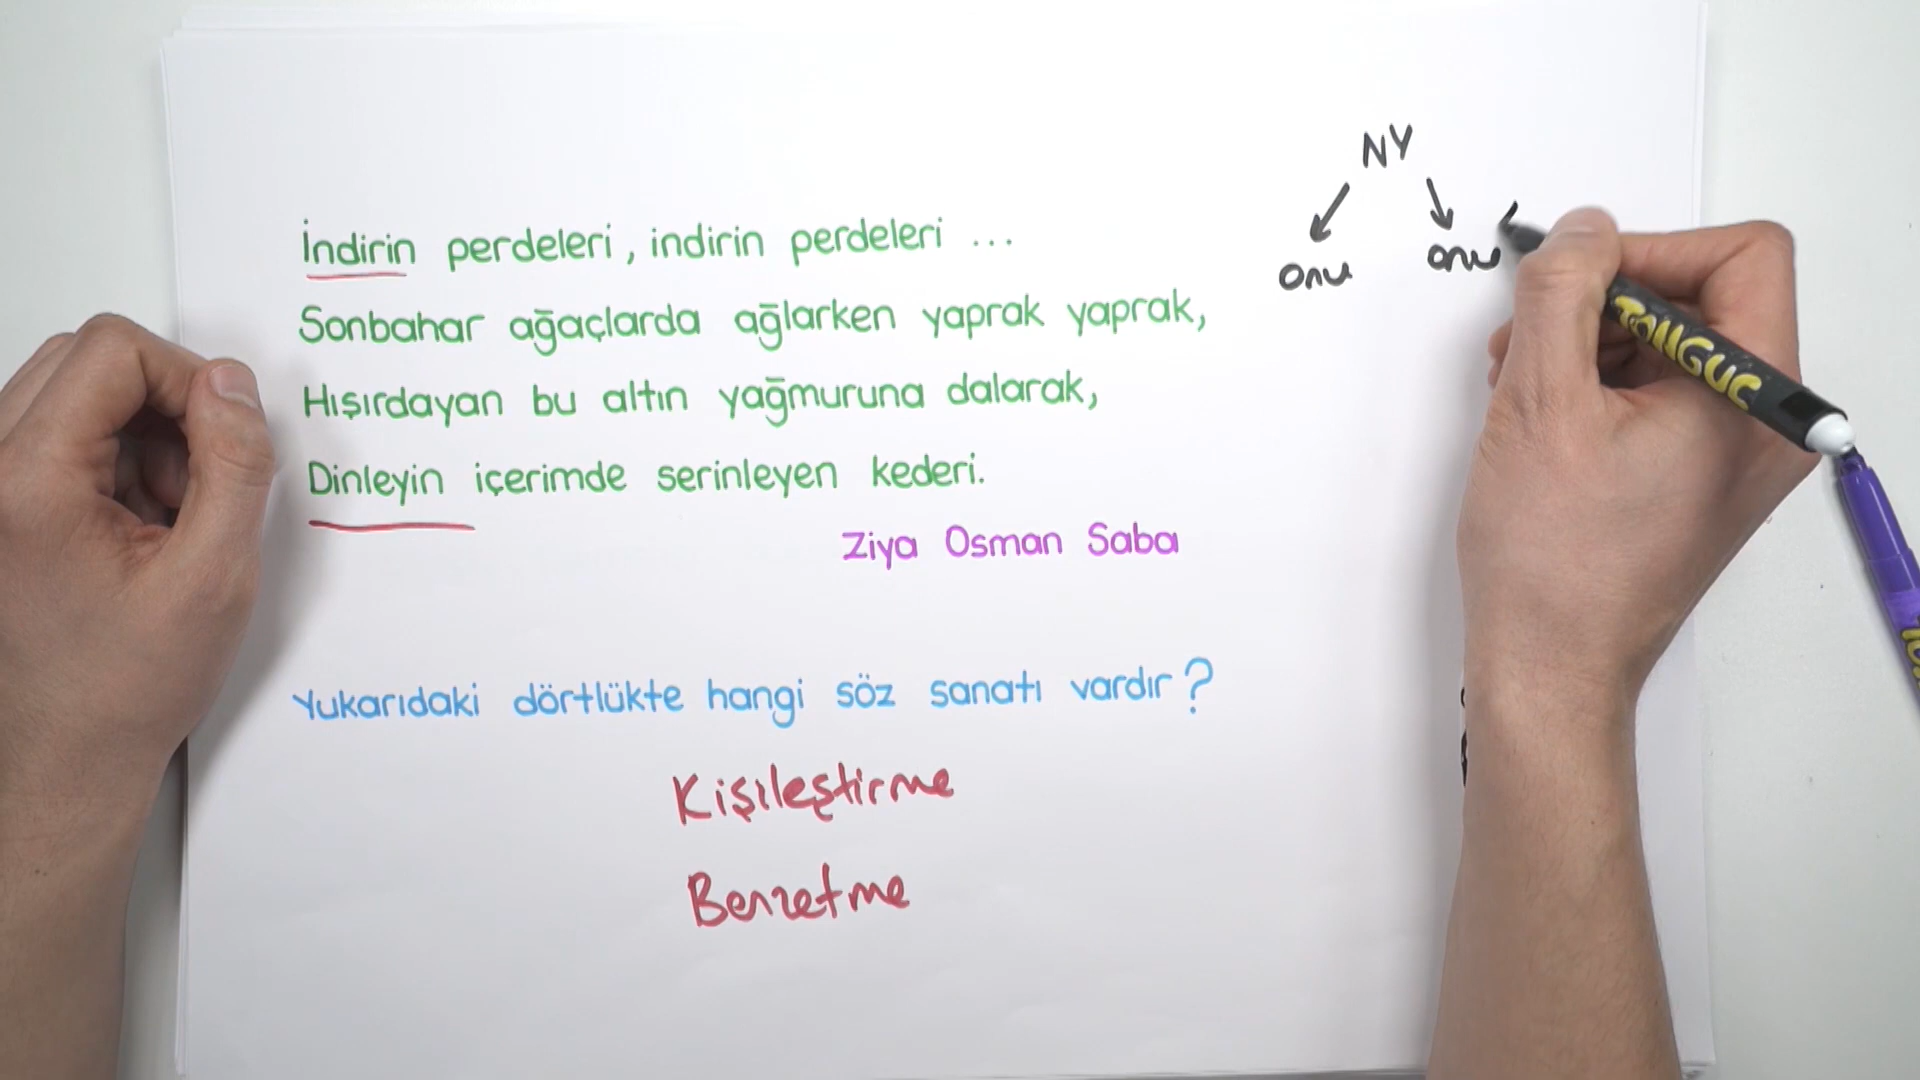 İndirin perdeleri, indirin perdeleri ...
Sonbahar ağaçlarda ağlarken yaprak yaprak,
Hışırdayan bu altın yağmuruna dalarak,
Dinleyin içerimde serinleyen kederi.
Ziya Osman Saba
Yukarıdaki dörtlükte hangi söz sanatı vardır?
Kişileştirme
Benzetme
NY
onu
onu
TONGUÇ